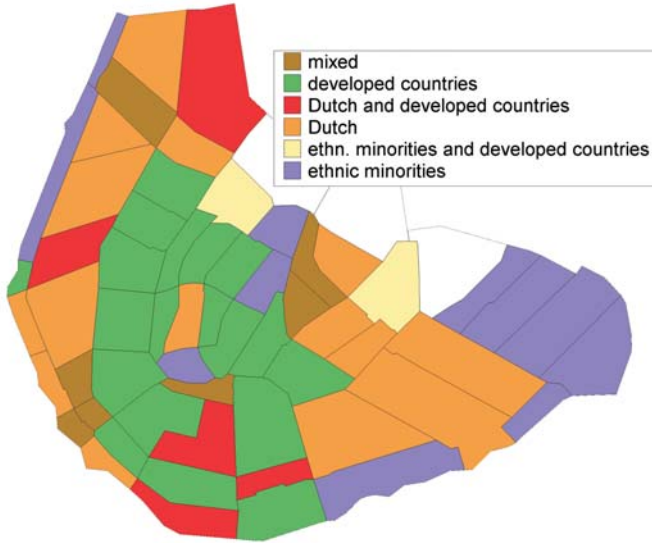 mixed
developed countries
Dutch and developed countries
Dutch
ethn. minorities and developed countries
ethnic minorities